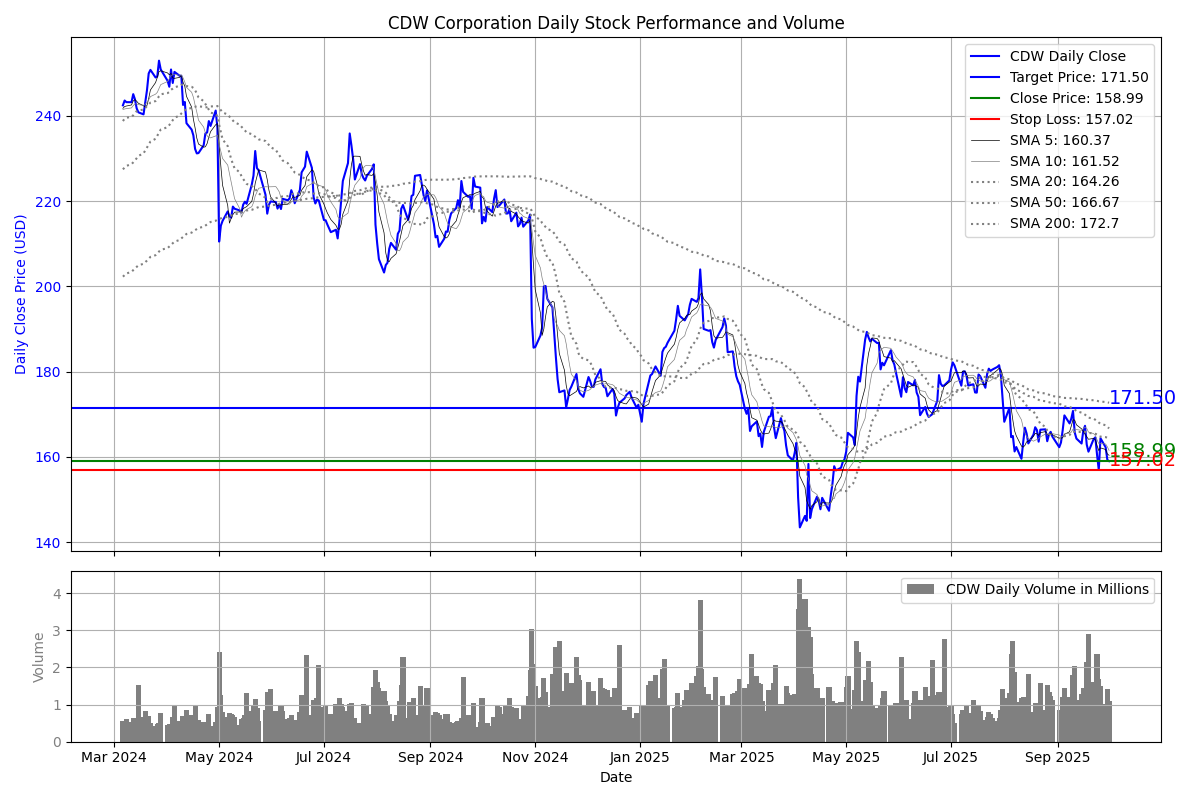 CDW Corporation Daily Stock Performance and Volume
CDW Daily Close
Target Price: 171.50
Close Price: 158.99
Stop Loss: 157.02
SMA 5: 160.37
SMA 10: 161.52
SMA 20: 164.26
SMA 50: 166.67
SMA 200: 172.7
Daily Close Price (USD)
240
220
200
180
160
140
171.50
158.99
157.02
CDW Daily Volume in Millions
Volume
4
3
2
1
0
Mar 2024 May 2024 Jul 2024 Sep 2024 Nov 2024 Jan 2025 Mar 2025 May 2025 Jul 2025 Sep 2025
Date